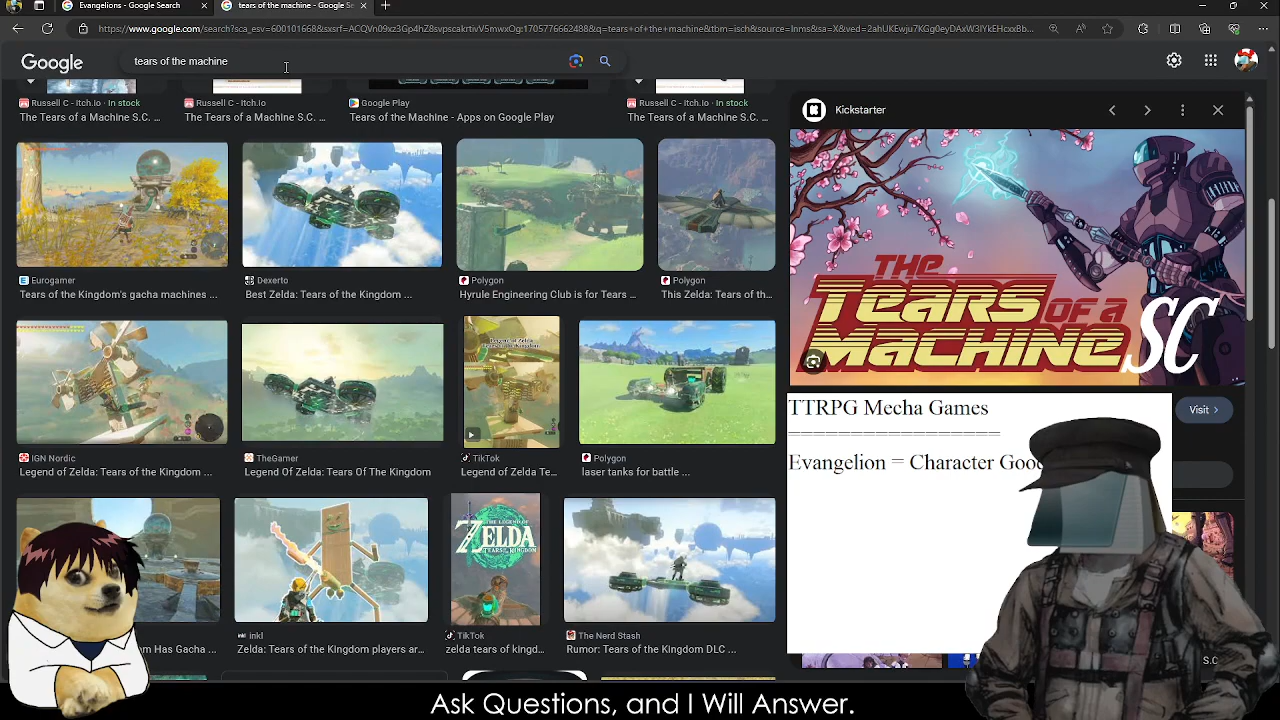 Evangelions - Google Search
tears of the machine - Google Se
Google
tears of the machine
Russell C - Itch.io · In stock
The Tears of a Machine S.C. ...
Russell C - Itch.io
The Tears of a Machine S.C. ...
Google Play
Tears of the Machine - Apps on Google Play
Russell C - Itch.io · In stock
The Tears of a Machine S.C. ...
Kickstarter
THE
TEARS OF A
MACHINE SC
Visit
Eurogamer
Tears of the Kingdom's gacha machines ...
Dexerto
Best Zelda: Tears of the Kingdom ...
Polygon
Hyrule Engineering Club is for Tears ...
Polygon
This Zelda: Tears of th...
IGN Nordic
Legend of Zelda: Tears of the Kingdom ...
TheGamer
Legend Of Zelda: Tears Of The Kingdom
TikTok
Legend of Zelda Te...
Polygon
laser tanks for battle ...
THE LEGEND OF
ZELDA
m Has Gacha ...
inkl
Zelda: Tears of the Kingdom players ar...
TikTok
zelda tears of kingd...
The Nerd Stash
Rumor: Tears of the Kingdom DLC ...
TTRPG Mecha Games
==================
Evangelion = Character Good
S.C
Ask Questions, and I Will Answer.